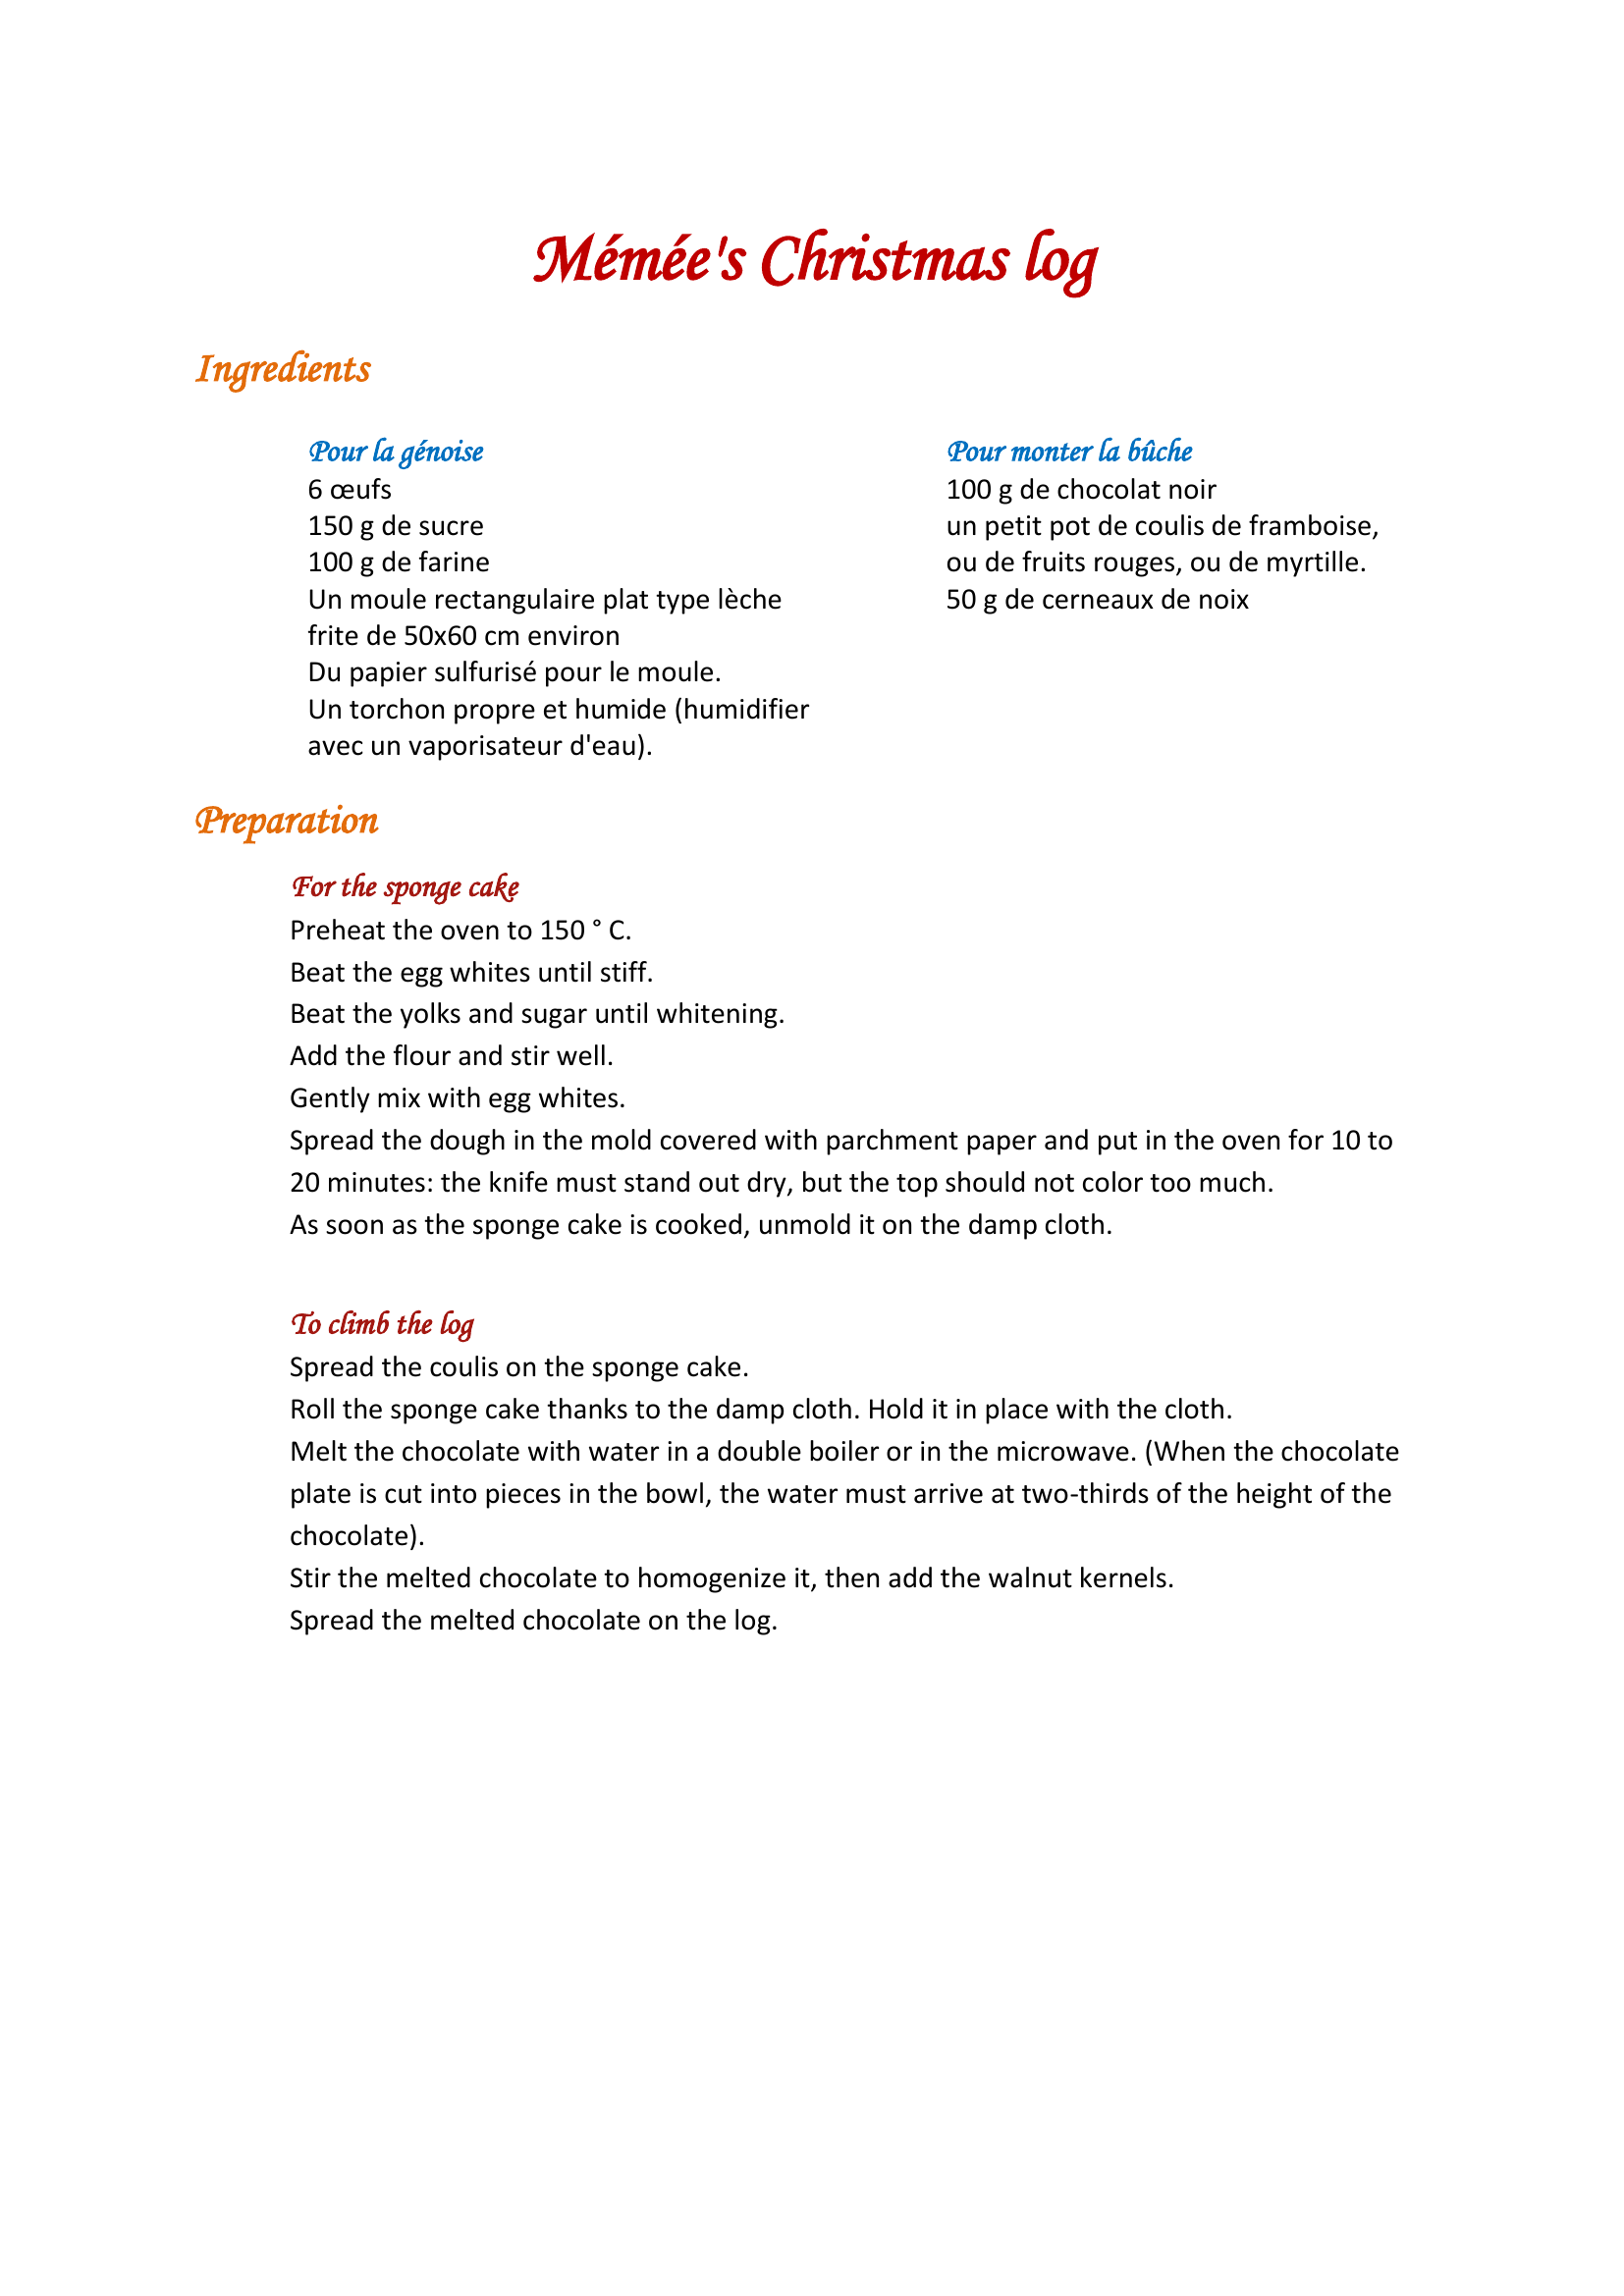 Mémée's Christmas log
Ingredients
Pour la génoise
6 œufs
150 g de sucre
100 g de farine
Un moule rectangulaire plat type lèche
frite de 50x60 cm environ
Du papier sulfurisé pour le moule.
Un torchon propre et humide (humidifier
avec un vaporisateur d'eau).
Pour monter la bûche
100 g de chocolat noir
un petit pot de coulis de framboise,
ou de fruits rouges, ou de myrtille.
50 g de cerneaux de noix
Preparation
For the sponge cake
Preheat the oven to 150 ° C.
Beat the egg whites until stiff.
Beat the yolks and sugar until whitening.
Add the flour and stir well.
Gently mix with egg whites.
Spread the dough in the mold covered with parchment paper and put in the oven for 10 to
20 minutes: the knife must stand out dry, but the top should not color too much.
As soon as the sponge cake is cooked, unmold it on the damp cloth.
To climb the log
Spread the coulis on the sponge cake.
Roll the sponge cake thanks to the damp cloth. Hold it in place with the cloth.
Melt the chocolate with water in a double boiler or in the microwave. (When the chocolate
plate is cut into pieces in the bowl, the water must arrive at two-thirds of the height of the
chocolate).
Stir the melted chocolate to homogenize it, then add the walnut kernels.
Spread the melted chocolate on the log.